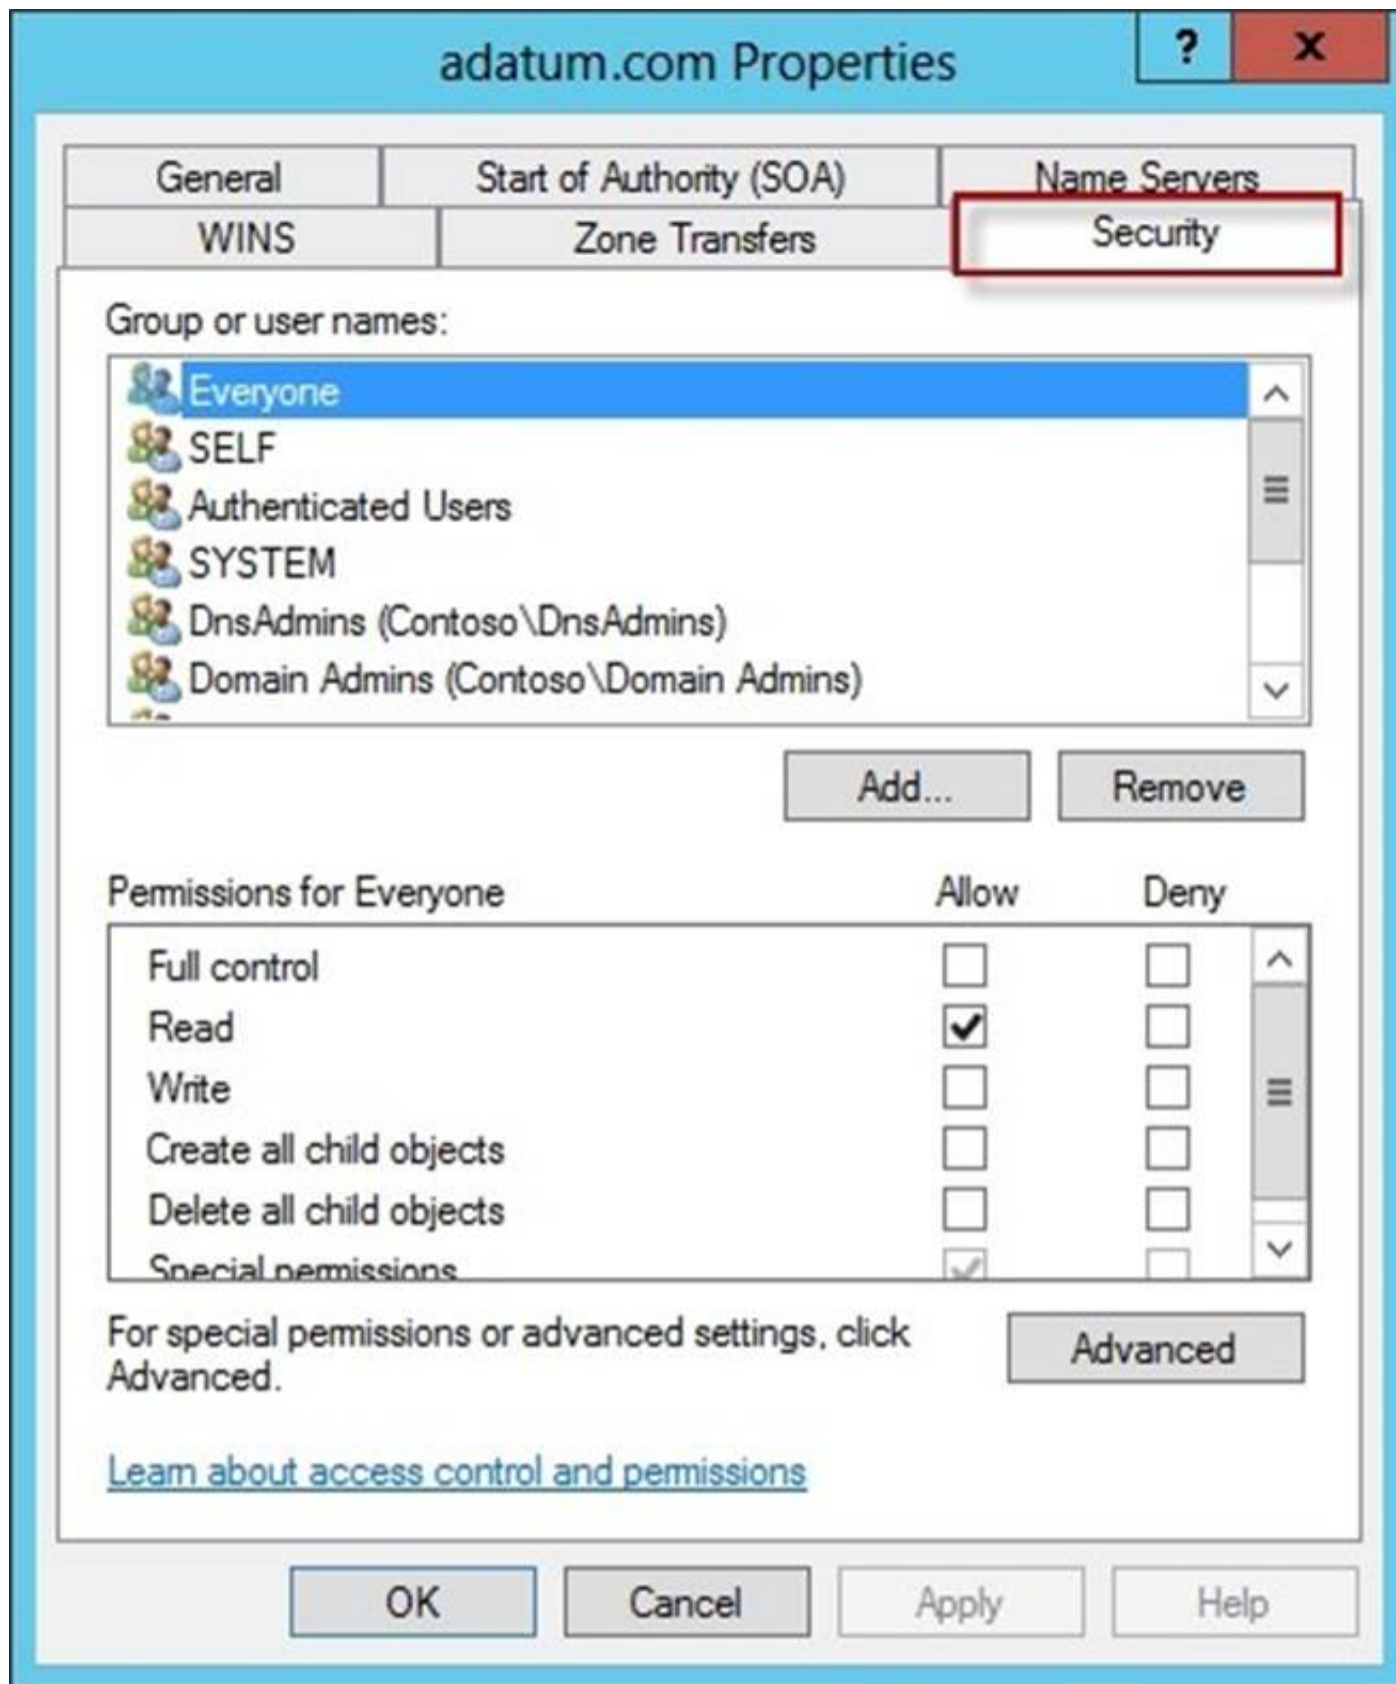 adatum.com Properties
?
x
General
Start of Authority (SOA)
Name Servers
WINS
Zone Transfers
Security
Group or user names:
Everyone
SELF
Authenticated Users
SYSTEM
DnsAdmins (Contoso\DnsAdmins)
Domain Admins (Contoso\Domain Admins)
Add...
Remove
Permissions for Everyone
Allow
Deny
Full control
Read
Write
Create all child objects
Delete all child objects
Special permissions
For special permissions or advanced settings, click
Advanced.
Advanced
Learn about access control and permissions
OK
Cancel
Apply
Help